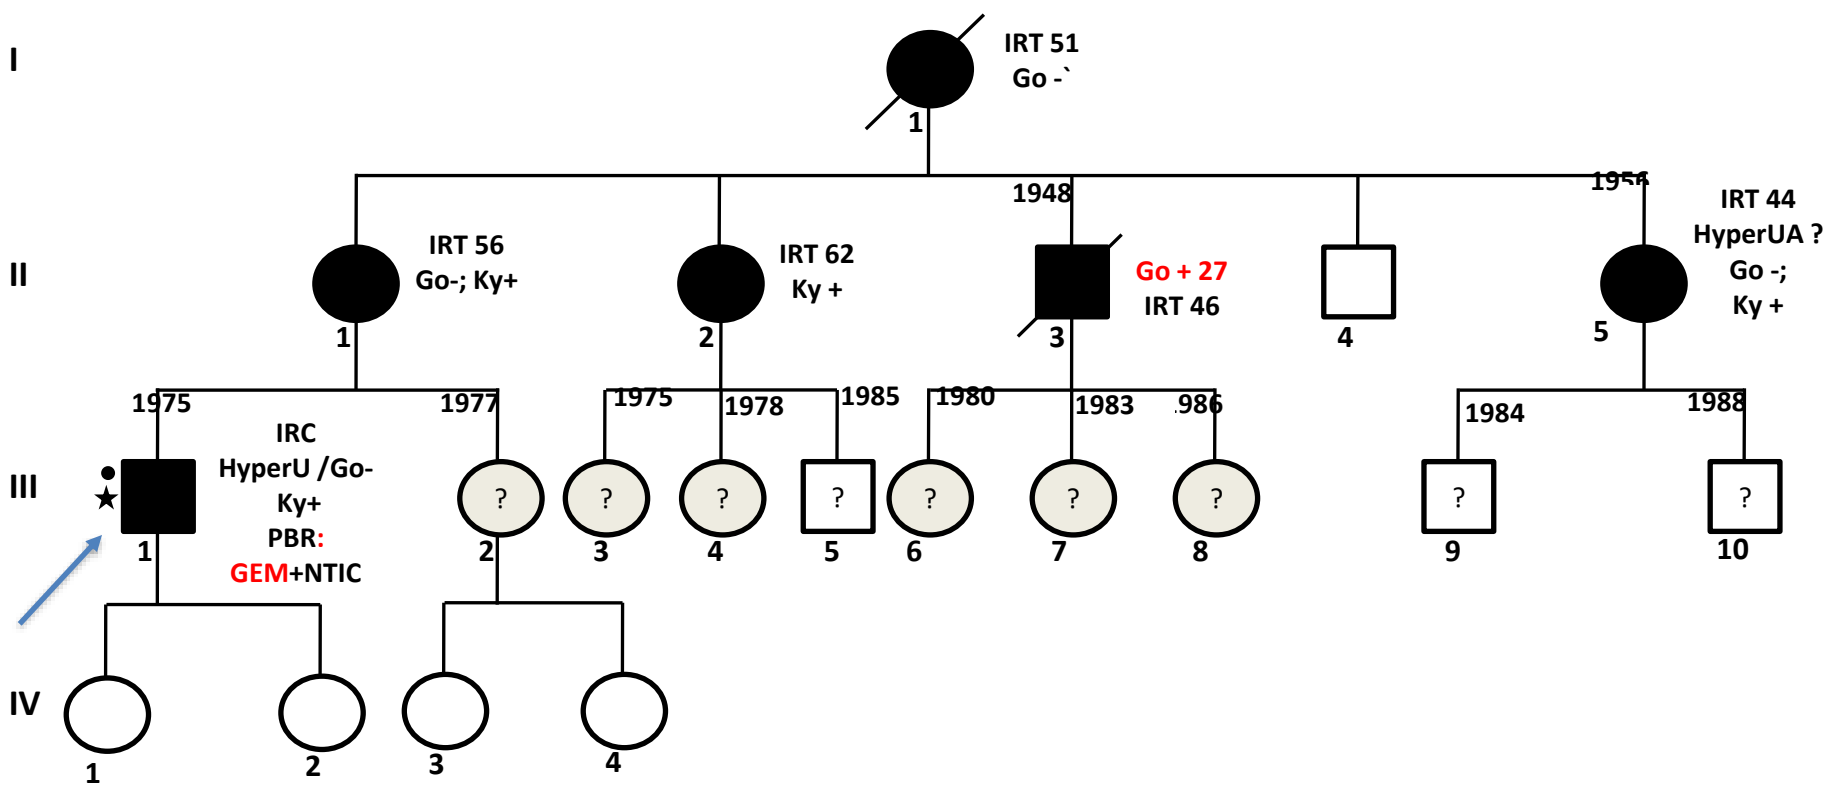 I
IRT 51
Go -`
1
1948
II
IRT 56
Go-; Ky+
1
IRT 62
Ky +
2
Go + 27
IRT 46
3
4
IRT 44
HyperUA ?
Go -;
Ky +
5
1975
1977
1975
1978
1985
1980
1983
986
1984
1988
III
IRC
HyperU /Go-
Ky+
PBR:
GEM+NTIC
1
?
2
?
3
?
4
?
5
?
6
?
7
?
8
?
9
?
10
IV
1
2
3
4